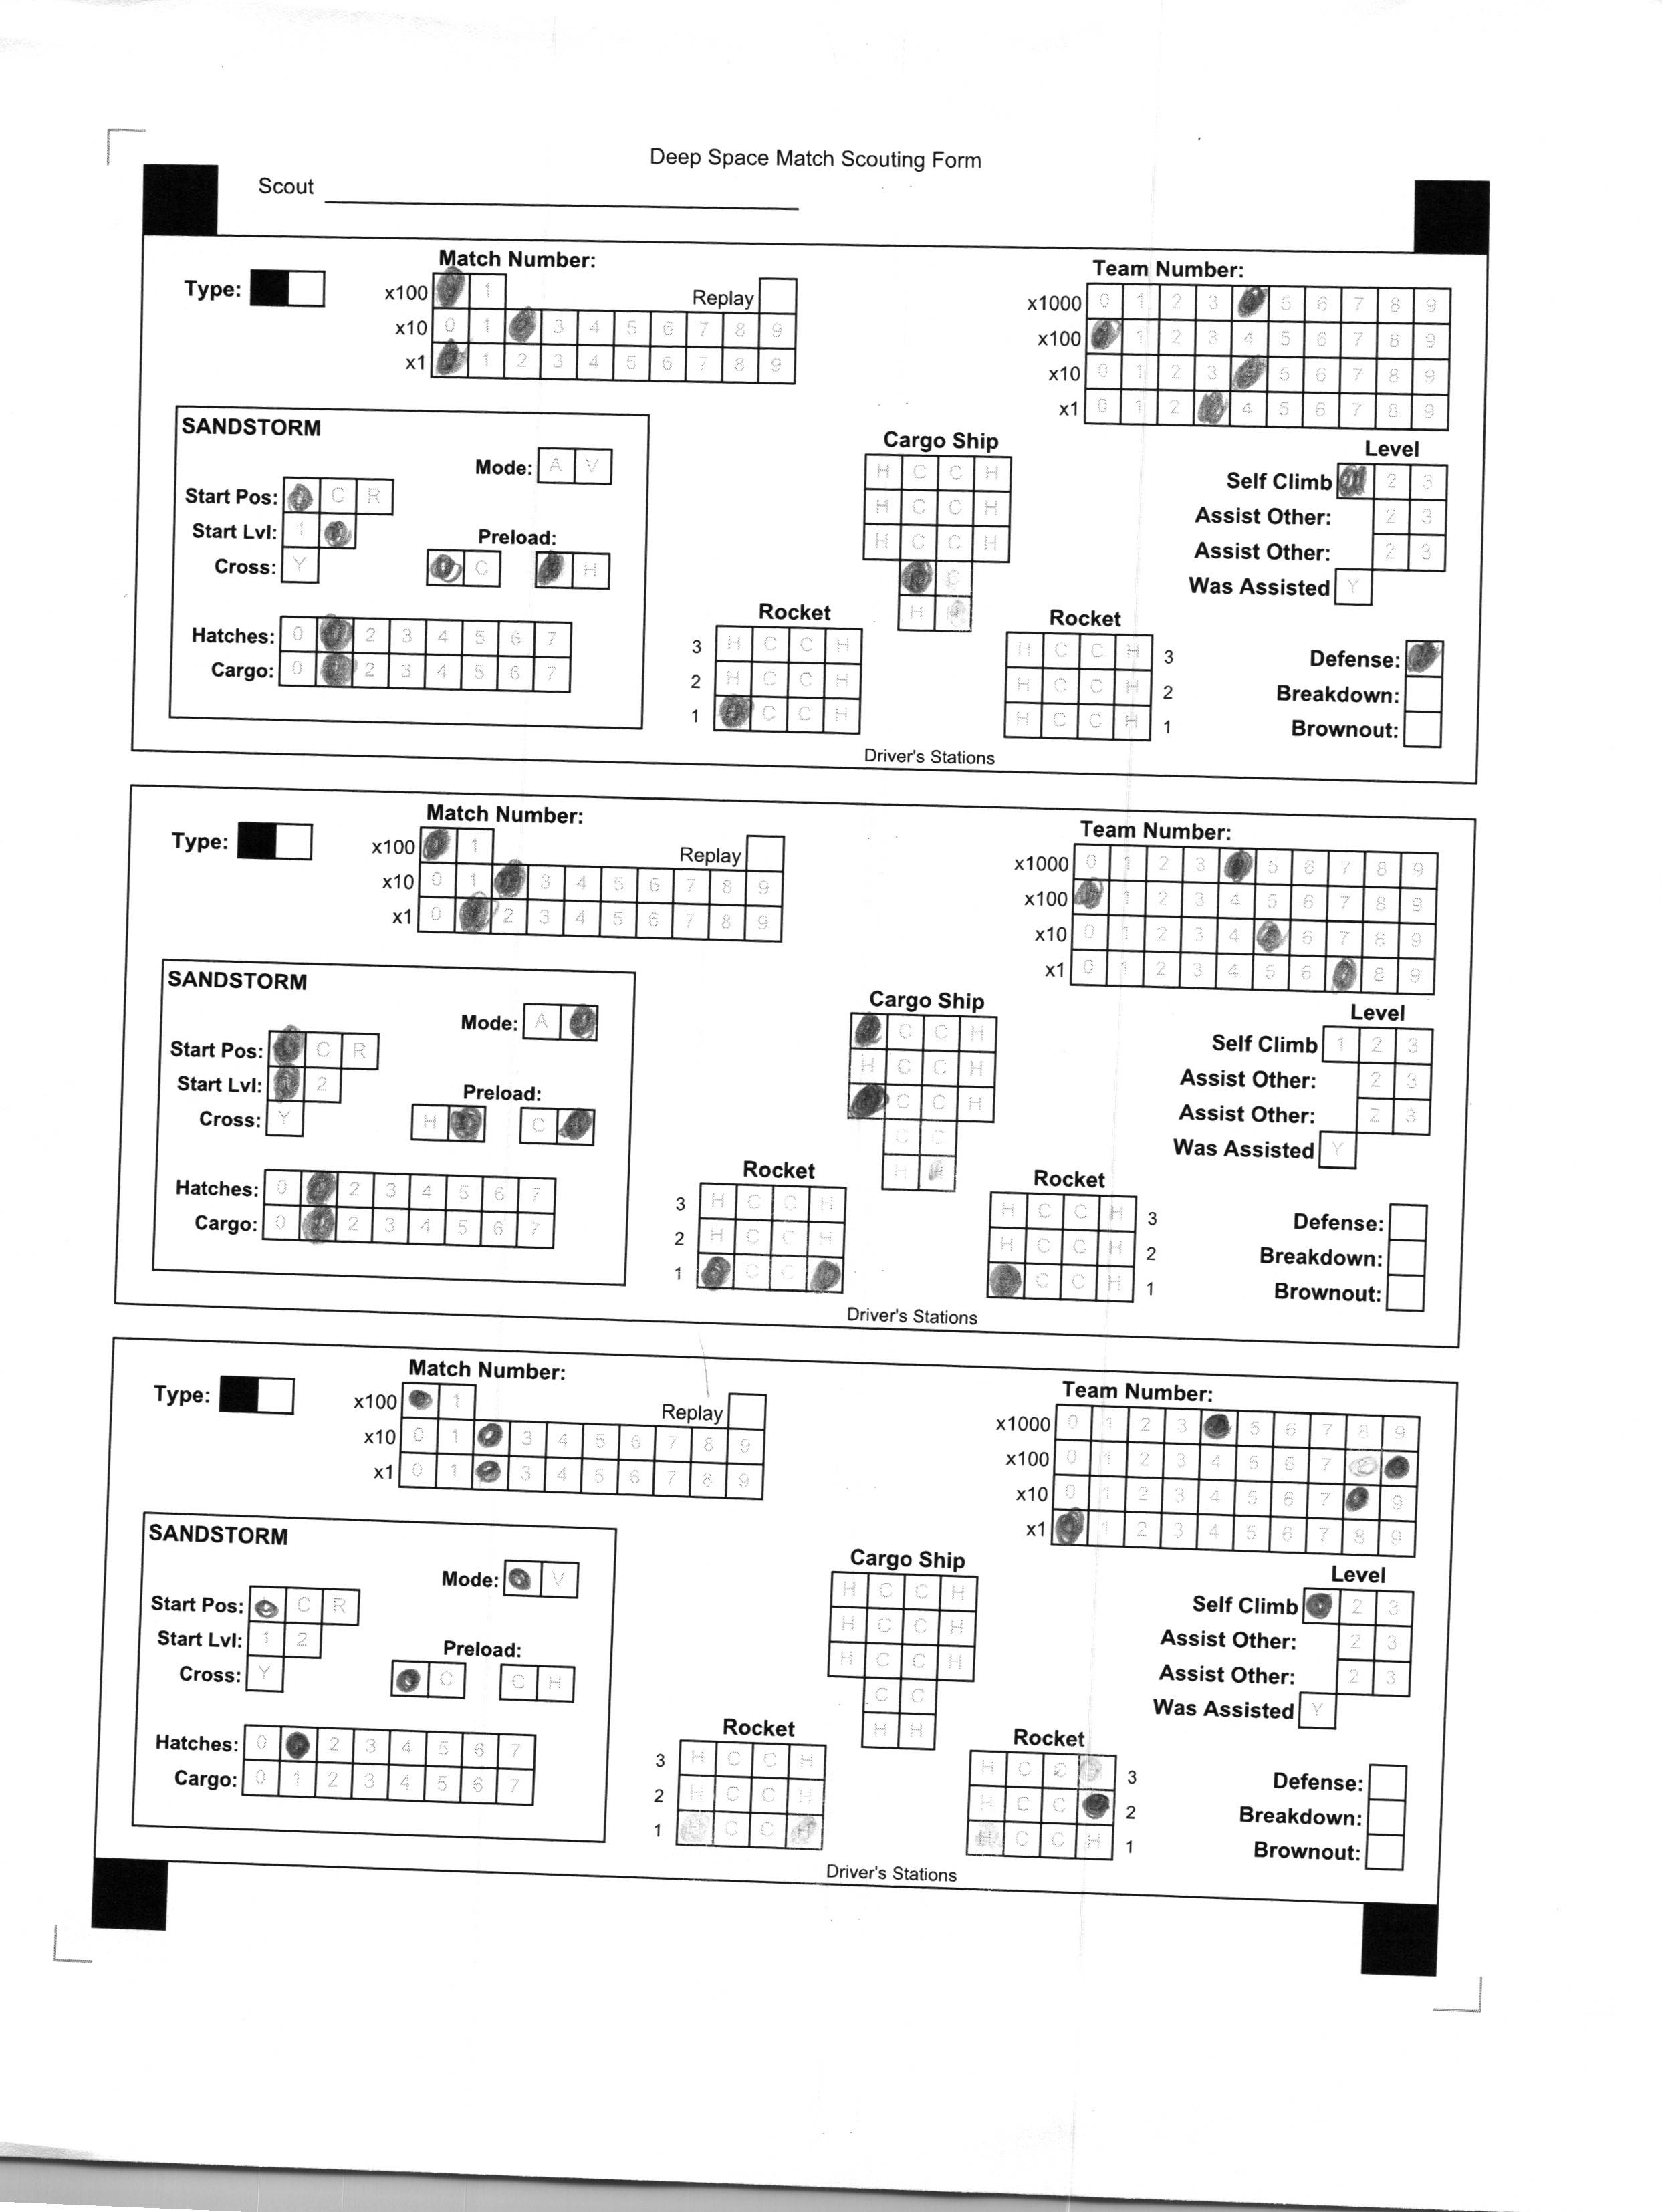 Deep Space Match Scouting Form
Scout
Match Number:
Team Number:
Type:
x100 1
Replay
x10 0 1 3 4 5 6 7 8 9
x1 1 2 3 4 5 6 7 8 9
x1000 0 1 2 3 5 6 7 8 9
x100 1 2 3 4 5 6 7 8 9
x10 0 1 2 3 5 6 7 8 9
x1 0 1 2 4 5 6 7 8 9
SANDSTORM
Mode: A V
Start Pos: C R
Start Lvl: 1
Preload:
Cross: Y
C H
Hatches: 0 2 3 4 5 6 7
Cargo: 0 2 3 4 5 6 7
Cargo Ship
H C C H
H C C H
H C C H
C
H
Rocket
3 H C C H
2 H C C H
1 C C H
Rocket
H C C H 3
H C C H 2
H C C H 1
Level
Self Climb 2 3
Assist Other: 2 3
Assist Other: 2 3
Was Assisted Y
Defense:
Breakdown:
Brownout:
Driver's Stations
Match Number:
Team Number:
Type:
x100 1
Replay
x10 0 1 3 4 5 6 7 8 9
x1 0 2 3 4 5 6 7 8 9
x1000 0 1 2 3 5 6 7 8 9
x100 1 2 3 4 5 6 7 8 9
x10 0 1 2 3 4 6 7 8 9
x1 0 1 2 3 4 5 6 8 9
SANDSTORM
Mode: A
Start Pos: C R
Start Lvl: 2
Preload:
Cross: Y
H C
Hatches: 0 2 3 4 5 6 7
Cargo: 0 2 3 4 5 6 7
Cargo Ship
C C H
H C C H
C C H
C C
H
Rocket
3 H C C H
2 H C C H
1 C C
Rocket
H C C H 3
H C C H 2
C C H 1
Level
Self Climb 1 2 3
Assist Other: 2 3
Assist Other: 2 3
Was Assisted Y
Defense:
Breakdown:
Brownout:
Driver's Stations
Match Number:
Team Number:
Type:
x100 1
Replay
x10 0 1 3 4 5 6 7 8 9
x1 0 1 3 4 5 6 7 8 9
x1000 0 1 2 3 5 6 7 8 9
x100 0 1 2 3 4 5 6 7
x10 0 1 2 3 4 5 6 7 9
x1 1 2 3 4 5 6 7 8 9
SANDSTORM
Mode: V
Start Pos: C R
Start Lvl: 1 2
Preload:
Cross: Y
C C H
Hatches: 0 2 3 4 5 6 7
Cargo: 0 1 2 3 4 5 6 7
Cargo Ship
H C C H
H C C H
H C C H
C C
H H
Rocket
3 H C C H
2 H C C H
1 H C C H
Rocket
H C C 3
H C C 2
H C C H 1
Level
Self Climb 2 3
Assist Other: 2 3
Assist Other: 2 3
Was Assisted Y
Defense:
Breakdown:
Brownout:
Driver's Stations